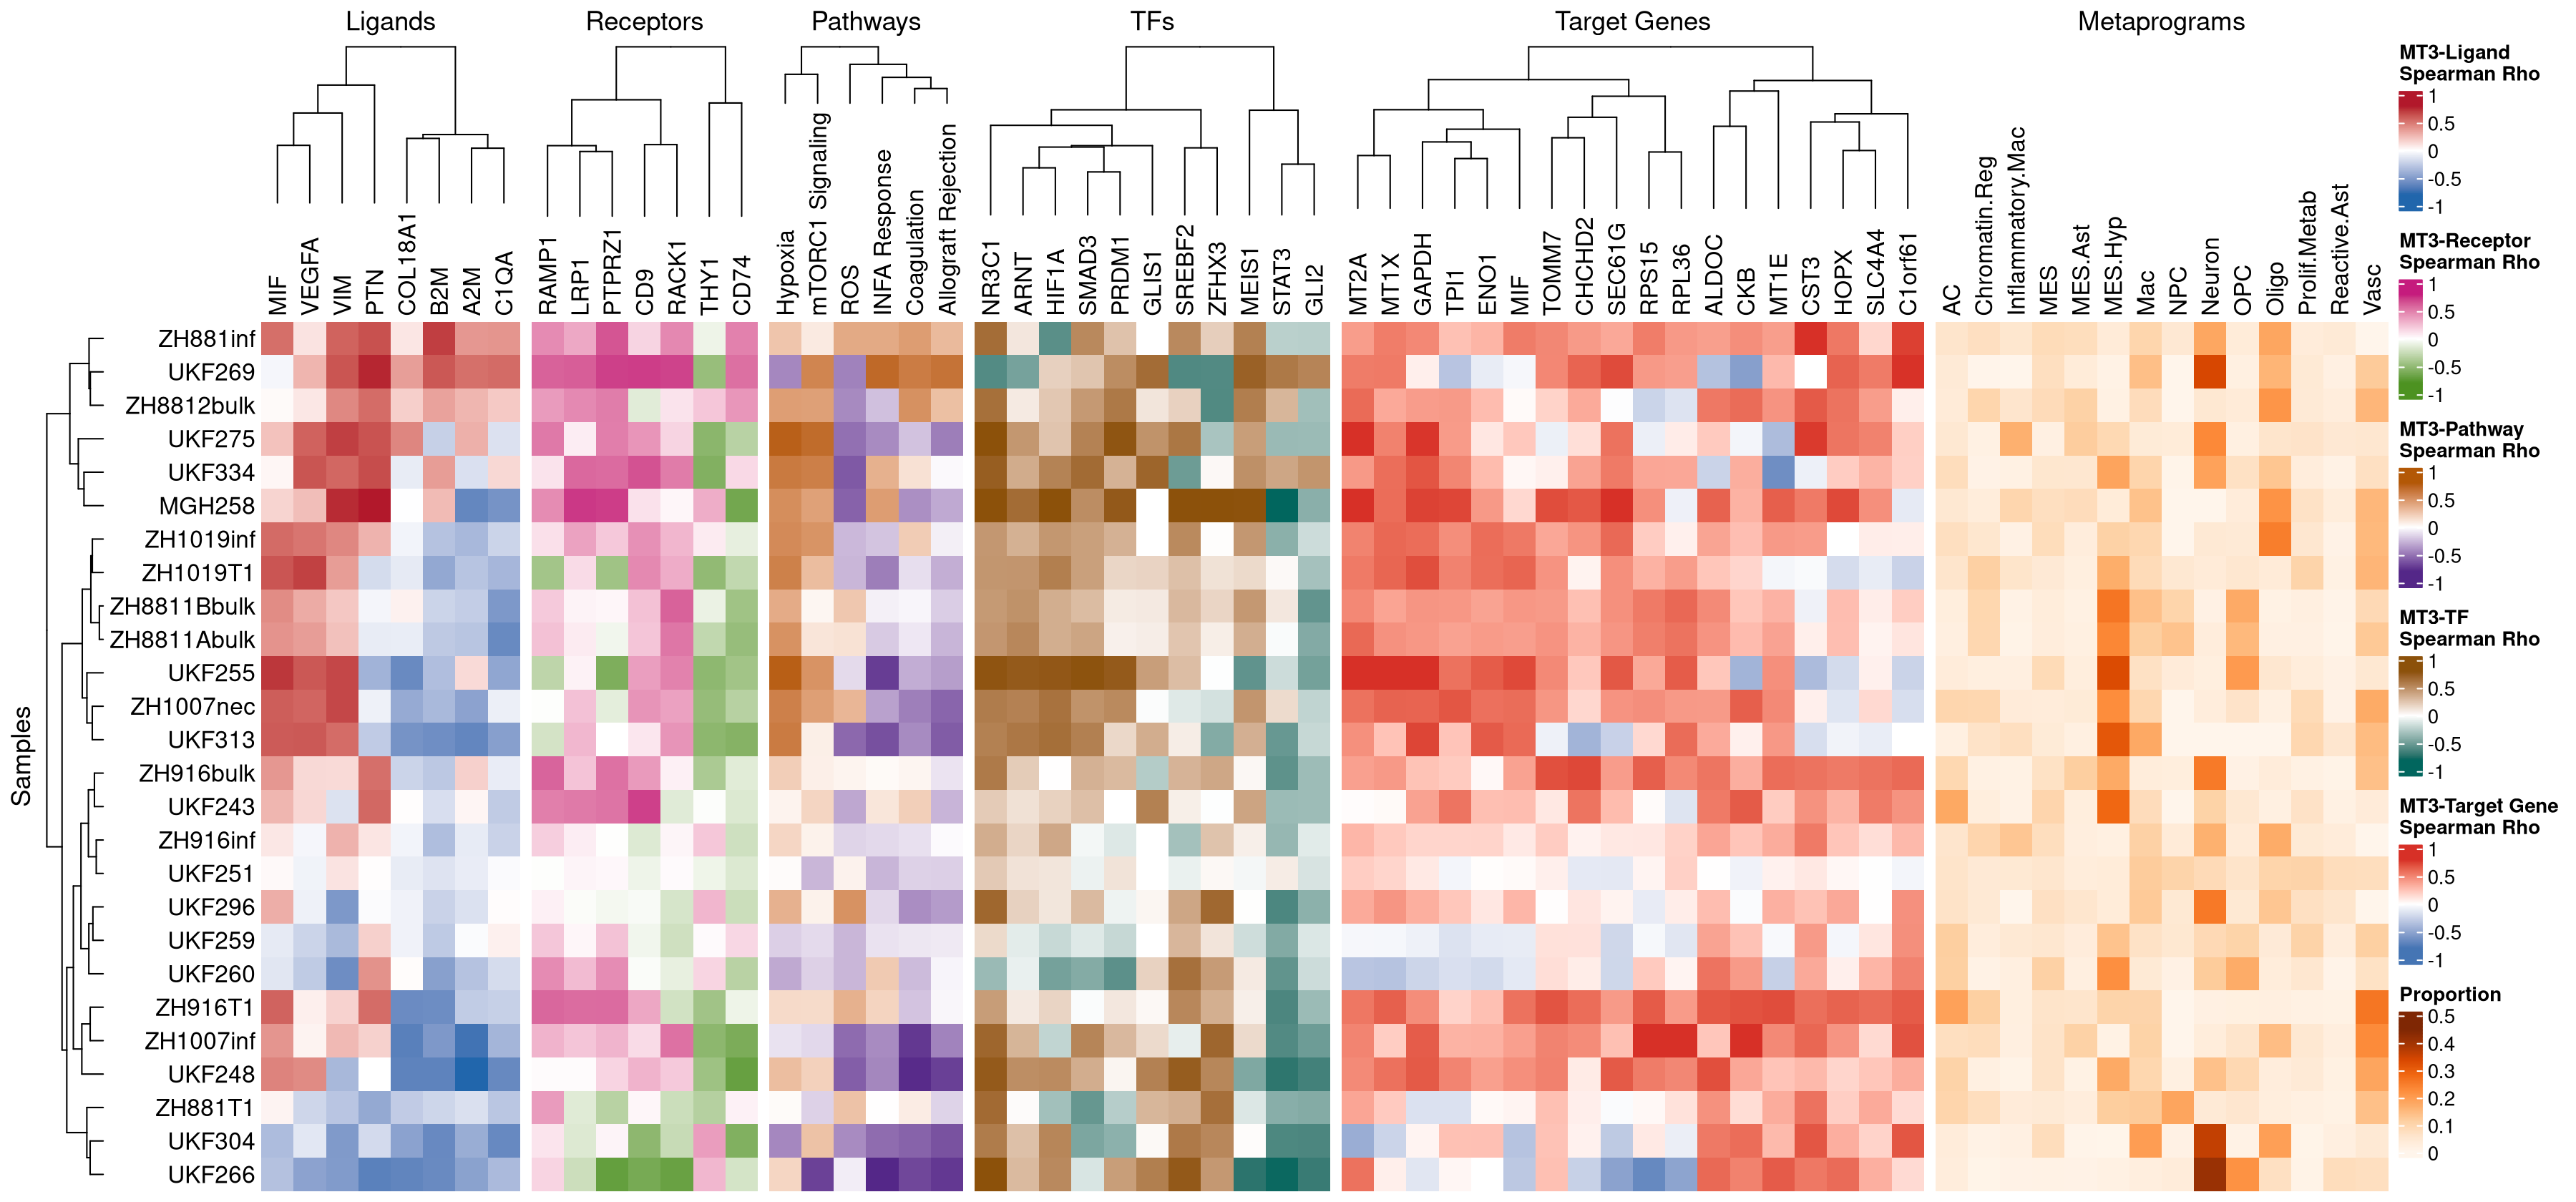 Ligands
Receptors
Pathways
TFs
Target Genes
Metaprograms
MIF
VEGFA
VIM
PTN
COL18A1
B2M
A2M
C1QA
RAMP1
LRP1
PTPRZ1
CD9
RACK1
THY1
CD74
Hypoxia
mTORC1 Signaling
ROS
INFA Response
Coagulation
Allograft Rejection
NR3C1
ARNT
HIF1A
SMAD3
PRDM1
GLIS1
SREBF2
ZFHX3
MEIS1
STAT3
GLI2
MT2A
MT1X
GAPDH
TPI1
ENO1
MIF
TOMM7
CHCHD2
SEC61G
RPS15
RPL36
ALDOC
CKB
MT1E
CST3
HOPX
SLC4A4
C1orf61
AC
Chromatin.Reg
Inflammatory.Mac
MES
MES.Ast
MES.Hyp
Mac
NPC
Neuron
OPC
Oligo
Prolif.Metab
Reactive.Ast
Vasc
Samples
ZH881inf
UKF269
ZH8812bulk
UKF275
UKF334
MGH258
ZH1019inf
ZH1019T1
ZH8811Bbulk
ZH8811Abulk
UKF255
ZH1007nec
UKF313
ZH916bulk
UKF243
ZH916inf
UKF251
UKF296
UKF259
UKF260
ZH916T1
ZH1007inf
UKF248
ZH881T1
UKF304
UKF266
MT3-Ligand
Spearman Rho
1
0.5
0
-0.5
-1
MT3-Receptor
Spearman Rho
1
0.5
0
-0.5
-1
MT3-Pathway
Spearman Rho
1
0.5
0
-0.5
-1
MT3-TF
Spearman Rho
1
0.5
0
-0.5
-1
MT3-Target Gene
Spearman Rho
1
0.5
0
-0.5
-1
Proportion
0.5
0.4
0.3
0.2
0.1
0